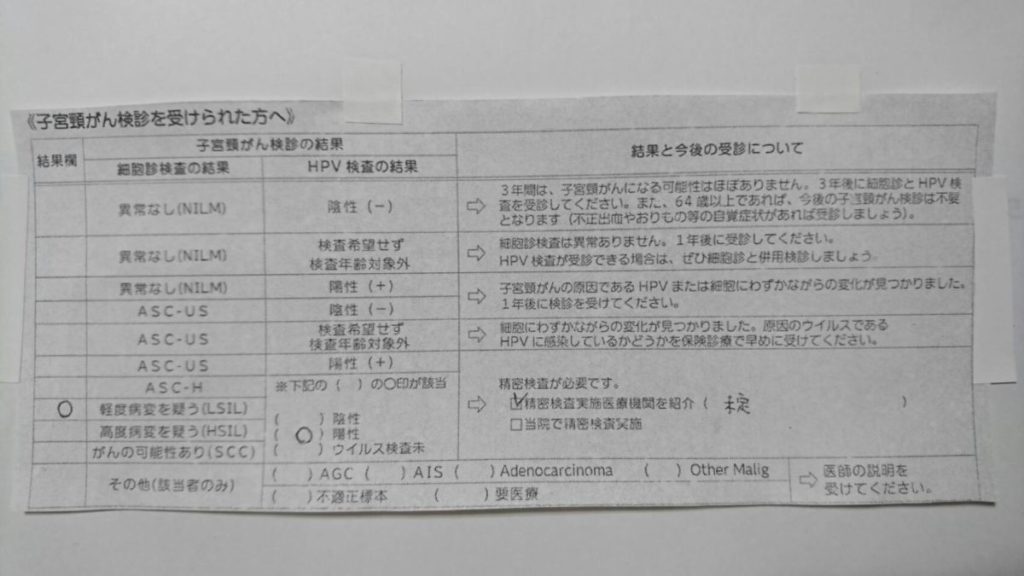 《子宮頸がん検診を受けられた方へ》
結果欄
子宮頸がん検診の結果
結果と今後の受診について
細胞診検査の結果
HPV検査の結果
異常なし(NILM)
陰性(−)
⇨
3年間は、子宮頸がんになる可能性はほぼありません。3年後に細胞診とHPV検
査を受診してください。また、64歳以上であれば、今後の子宮頸がん検診は不要
となります(不正出血やおりもの等の自覚症状があれば受診しましょう)。
異常なし(NILM)
検査希望せず
検査年齢対象外
⇨
細胞診検査は異常ありません。1年後に受診してください。
HPV検査が受診できる場合は、ぜひ細胞診と併用検診しましょう
異常なし(NILM)
陽性(+)
ASC-US
陰性(−)
⇨
子宮頸がんの原因であるHPVまたは細胞にわずかながらの変化が見つかりました。
1年後に検診を受けてください。
ASC-US
検査希望せず
検査年齢対象外
⇨
細胞にわずかながらの変化が見つかりました。原因のウイルスである
HPVに感染しているかどうかを保険診療で早めに受けてください。
ASC-US
陽性(+)
ASC-H
※下記の( )の〇印が該当
○
軽度病変を疑う(LSIL)
高度病変を疑う(HSIL)
がんの可能性あり(SCC)
( )陰性
(○)陽性
( )ウイルス検査未
⇨
精密検査が必要です。
☑精密検査実施医療機関を紹介( 未定 )
□当院で精密検査実施
その他(該当者のみ)
( )AGC ( )AIS ( )Adenocarcinoma ( )Other Malig
( )不適正標本 ( )要医療
⇨
医師の説明を
受けてください。